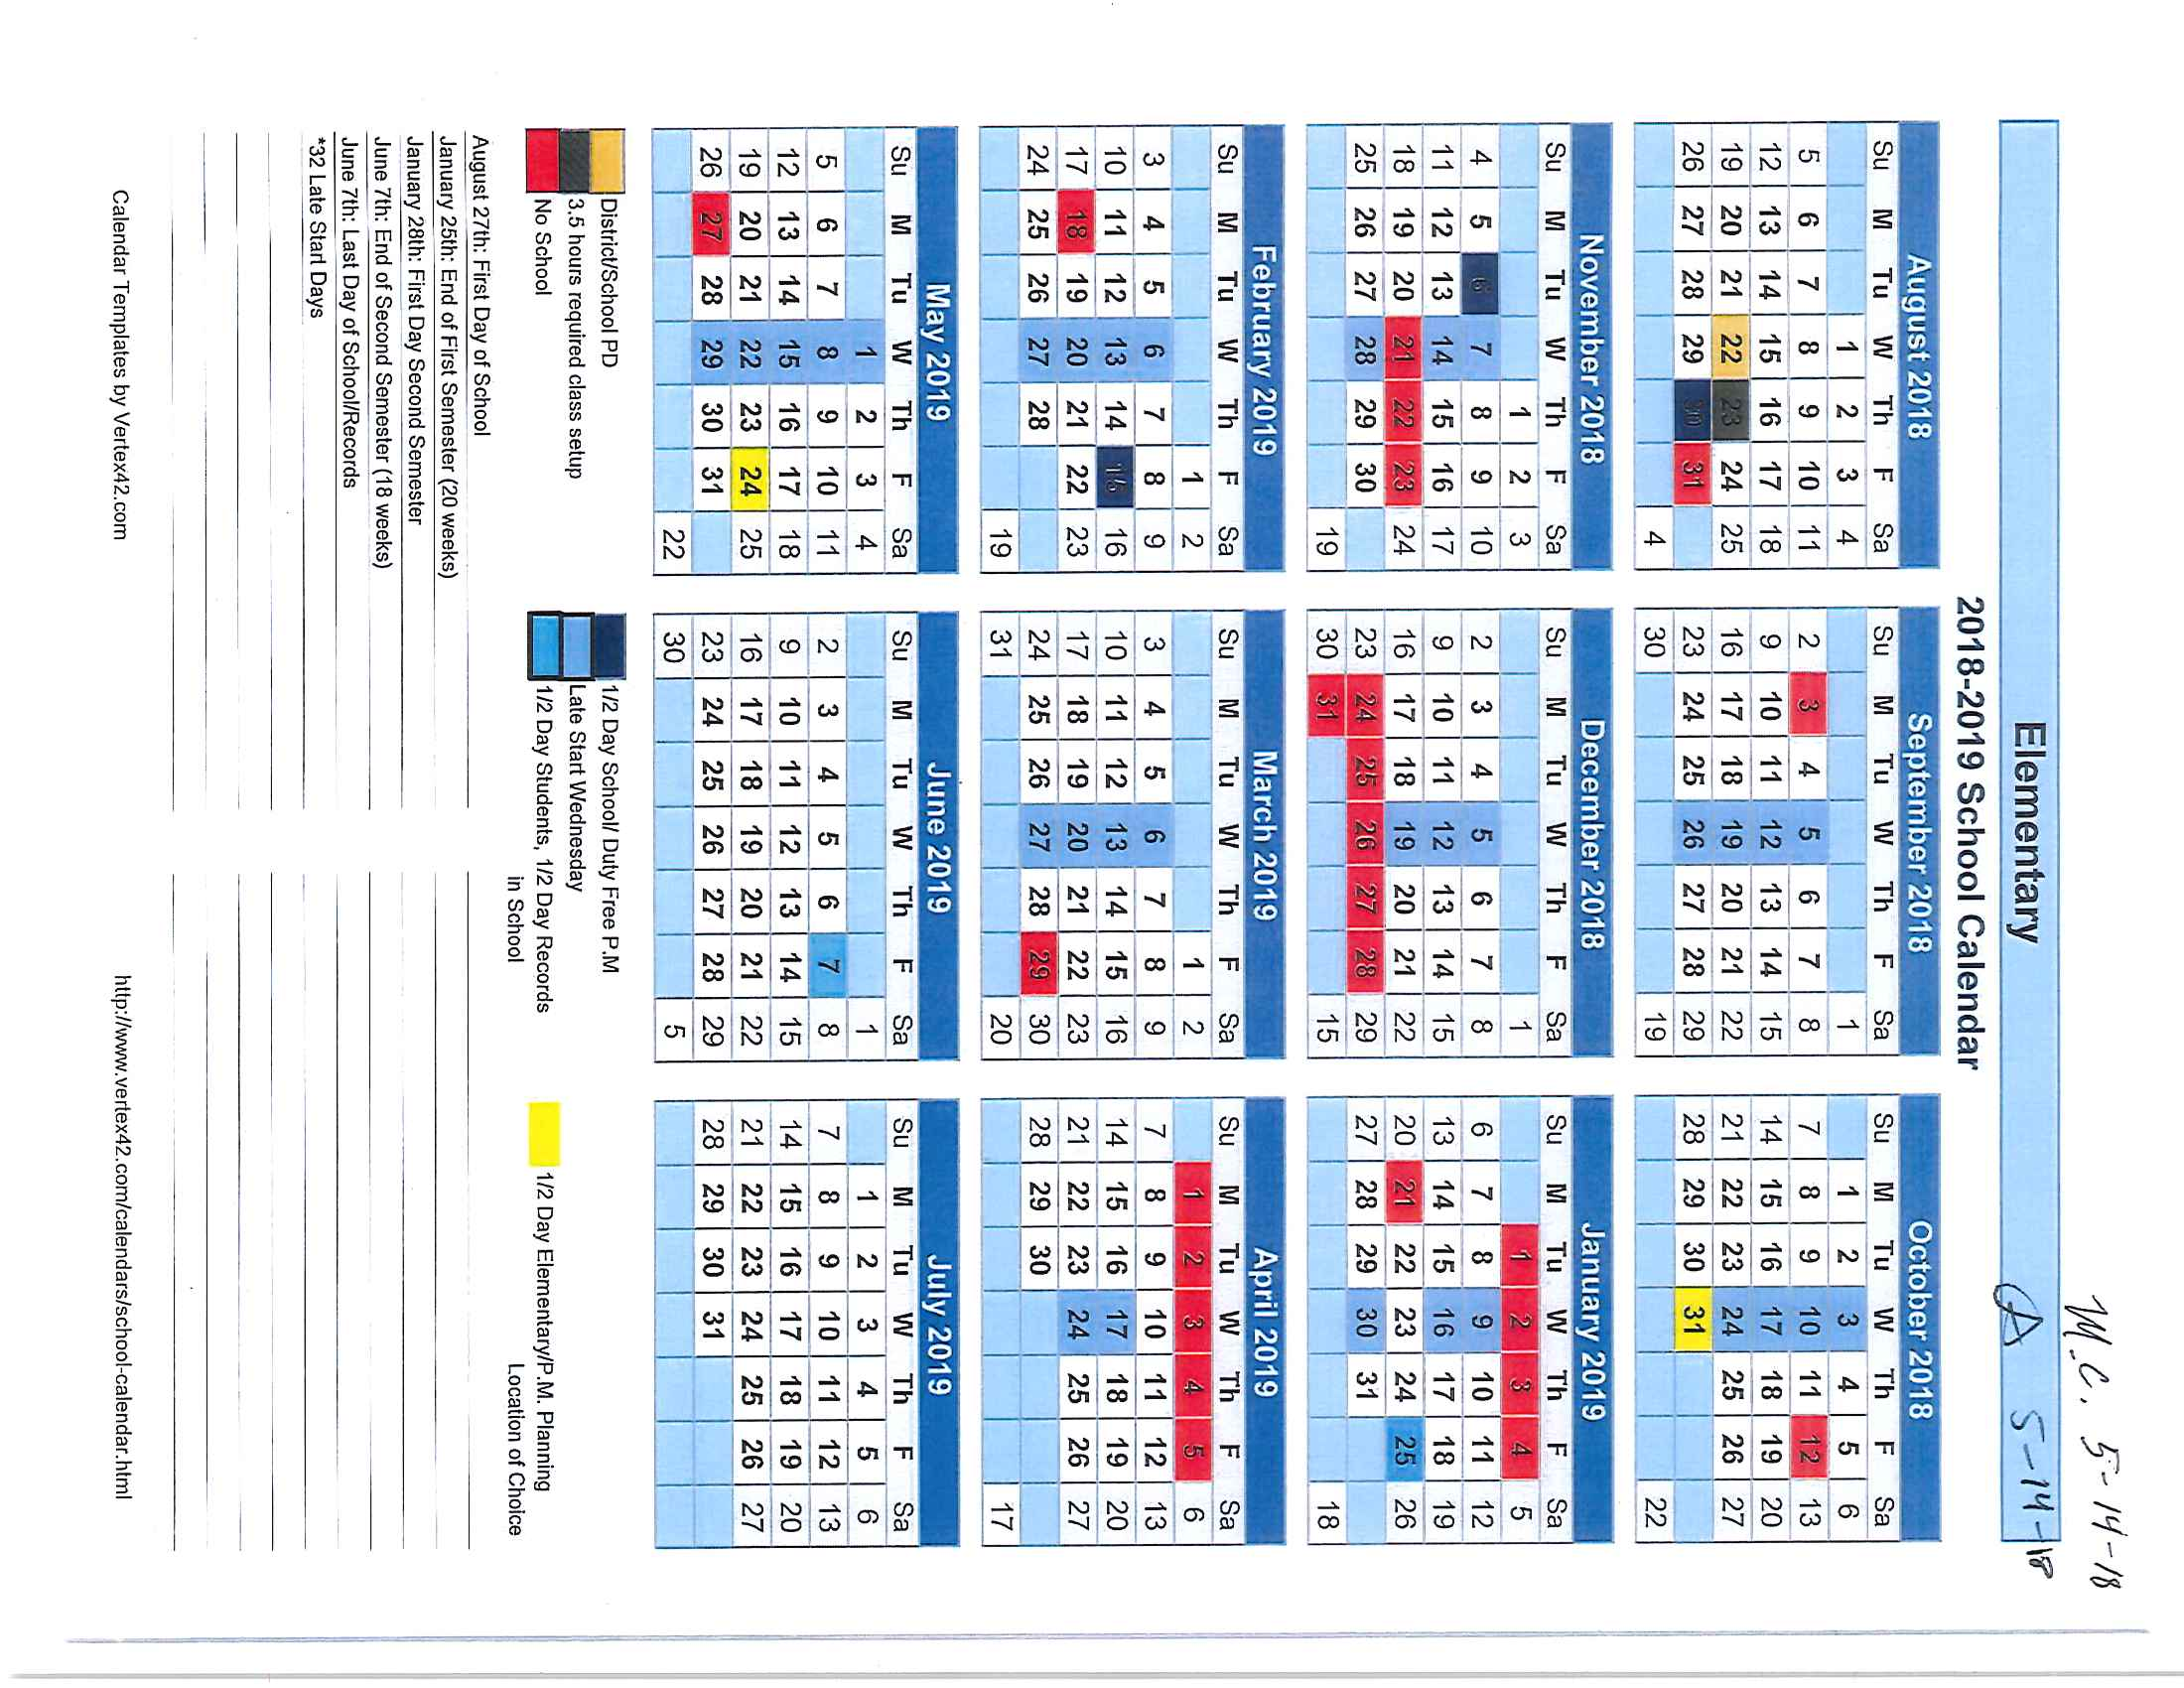 M.C. 5-14-18
Elementary
5-14-18
2018-2019 School Calendar
August 2018
Su M Tu W Th F Sa
1 2 3 4
5 6 7 8 9 10 11
12 13 14 15 16 17 18
19 20 21 22 23 24 25
26 27 28 29 30 31
4
September 2018
Su M Tu W Th F Sa
1
2 3 4 5 6 7 8
9 10 11 12 13 14 15
16 17 18 19 20 21 22
23 24 25 26 27 28 29
30 19
October 2018
Su M Tu W Th F Sa
1 2 3 4 5 6
7 8 9 10 11 12 13
14 15 16 17 18 19 20
21 22 23 24 25 26 27
28 29 30 31
22
November 2018
Su M Tu W Th F Sa
1 2 3
4 5 6 7 8 9 10
11 12 13 14 15 16 17
18 19 20 21 22 23 24
25 26 27 28 29 30
19
December 2018
Su M Tu W Th F Sa
1
2 3 4 5 6 7 8
9 10 11 12 13 14 15
16 17 18 19 20 21 22
23 24 25 26 27 28 29
30 31 15
January 2019
Su M Tu W Th F Sa
1 2 3 4 5
6 7 8 9 10 11 12
13 14 15 16 17 18 19
20 21 22 23 24 25 26
27 28 29 30 31
18
February 2019
Su M Tu W Th F Sa
1 2
3 4 5 6 7 8 9
10 11 12 13 14 15 16
17 18 19 20 21 22 23
24 25 26 27 28
19
March 2019
Su M Tu W Th F Sa
1 2
3 4 5 6 7 8 9
10 11 12 13 14 15 16
17 18 19 20 21 22 23
24 25 26 27 28 29 30
31 20
April 2019
Su M Tu W Th F Sa
1 2 3 4 5 6
7 8 9 10 11 12 13
14 15 16 17 18 19 20
21 22 23 24 25 26 27
28 29 30
17
May 2019
Su M Tu W Th F Sa
1 2 3 4
5 6 7 8 9 10 11
12 13 14 15 16 17 18
19 20 21 22 23 24 25
26 27 28 29 30 31
22
June 2019
Su M Tu W Th F Sa
1
2 3 4 5 6 7 8
9 10 11 12 13 14 15
16 17 18 19 20 21 22
23 24 25 26 27 28 29
30 5
July 2019
Su M Tu W Th F Sa
1 2 3 4 5 6
7 8 9 10 11 12 13
14 15 16 17 18 19 20
21 22 23 24 25 26 27
28 29 30 31
District/School PD
3.5 hours required class setup
No School
1/2 Day School/ Duty Free P.M
Late Start Wednesday
1/2 Day Students, 1/2 Day Records
in School
1/2 Day Elementary/P.M. Planning
Location of Choice
August 27th: First Day of School
January 25th: End of First Semester (20 weeks)
January 28th: First Day Second Semester
June 7th: End of Second Semester (18 weeks)
June 7th: Last Day of School/Records
*32 Late Start Days
Calendar Templates by Vertex42.com
http://www.vertex42.com/calendars/school-calendar.html